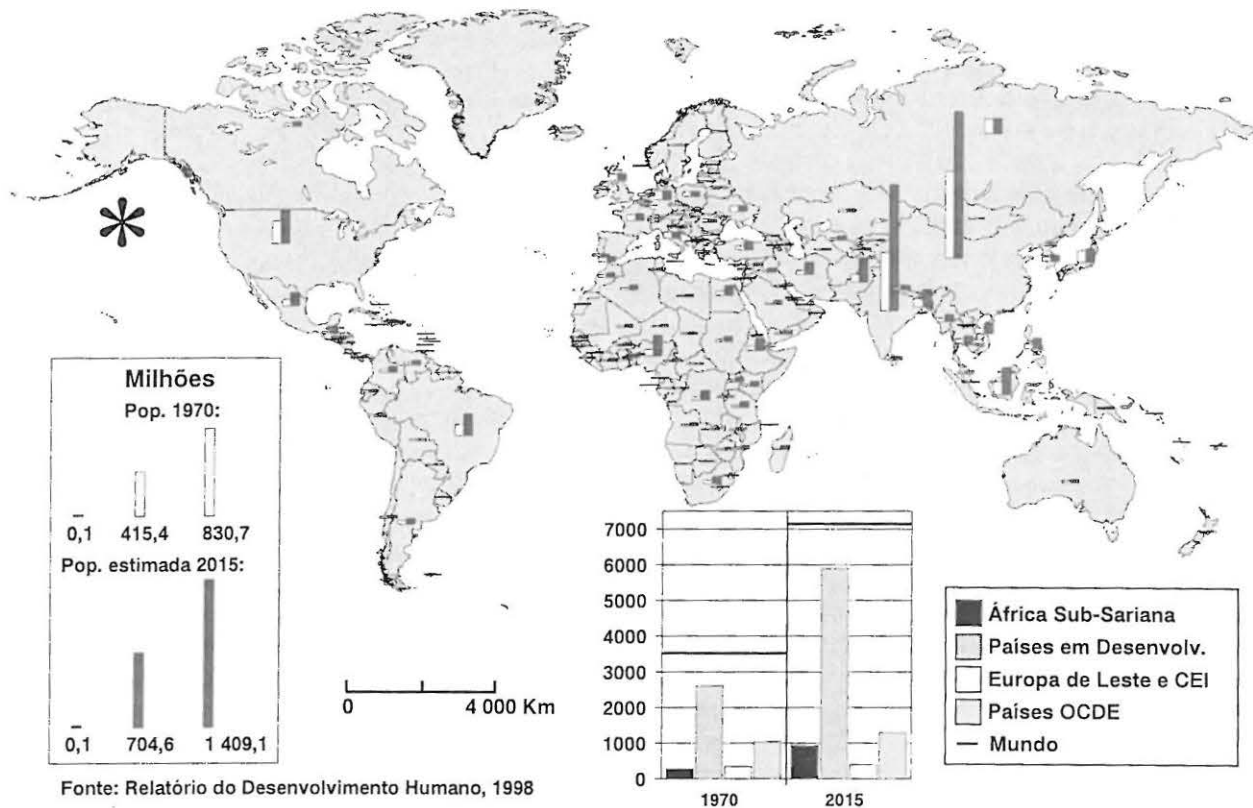 Milhões
Pop. 1970:
0,1 415,4 830,7
Pop. estimada 2015:
0,1 704,6 1 409,1
0 4 000 Km
7000
6000
5000
4000
3000
2000
1000
0
1970 2015
África Sub-Sariana
Países em Desenvolv.
Europa de Leste e CEI
Países OCDE
Mundo
Fonte: Relatório do Desenvolvimento Humano, 1998